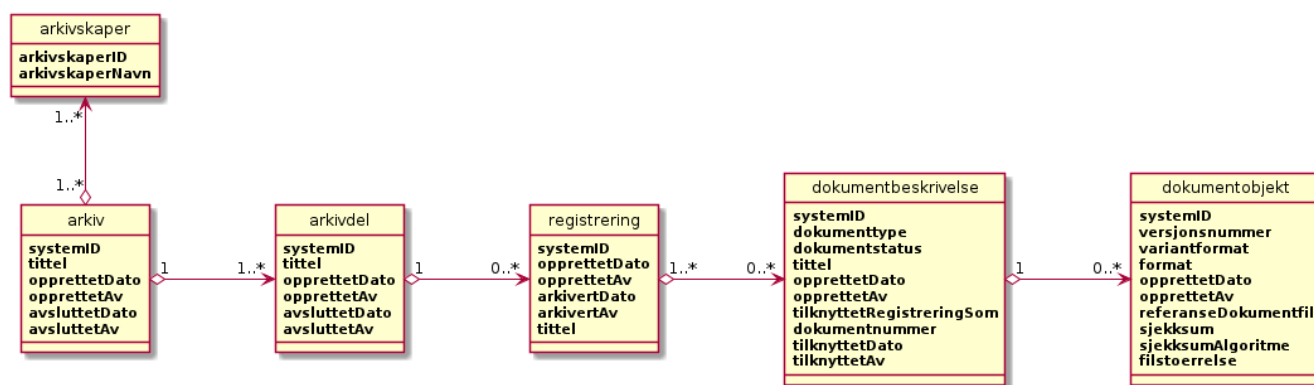 arkivskaper
arkivskaperID
arkivskaperNavn
1..*
1..*
arkiv
systemID
tittel
opprettetDato
opprettetAv
avsluttetDato
avsluttetAv
1
1..*
arkivdel
systemID
tittel
opprettetDato
opprettetAv
avsluttetDato
avsluttetAv
1
0..*
registrering
systemID
opprettetDato
opprettetAv
arkivertDato
arkivertAv
tittel
1..*
0..*
dokumentbeskrivelse
systemID
dokumenttype
dokumentstatus
tittel
opprettetDato
opprettetAv
tilknyttetRegistreringSom
dokumentnummer
tilknyttetDato
tilknyttetAv
1
0..*
dokumentobjekt
systemID
versjonsnummer
variantformat
format
opprettetDato
opprettetAv
referanseDokumentfil
sjekksum
sjekksumAlgoritme
filstoerrelse